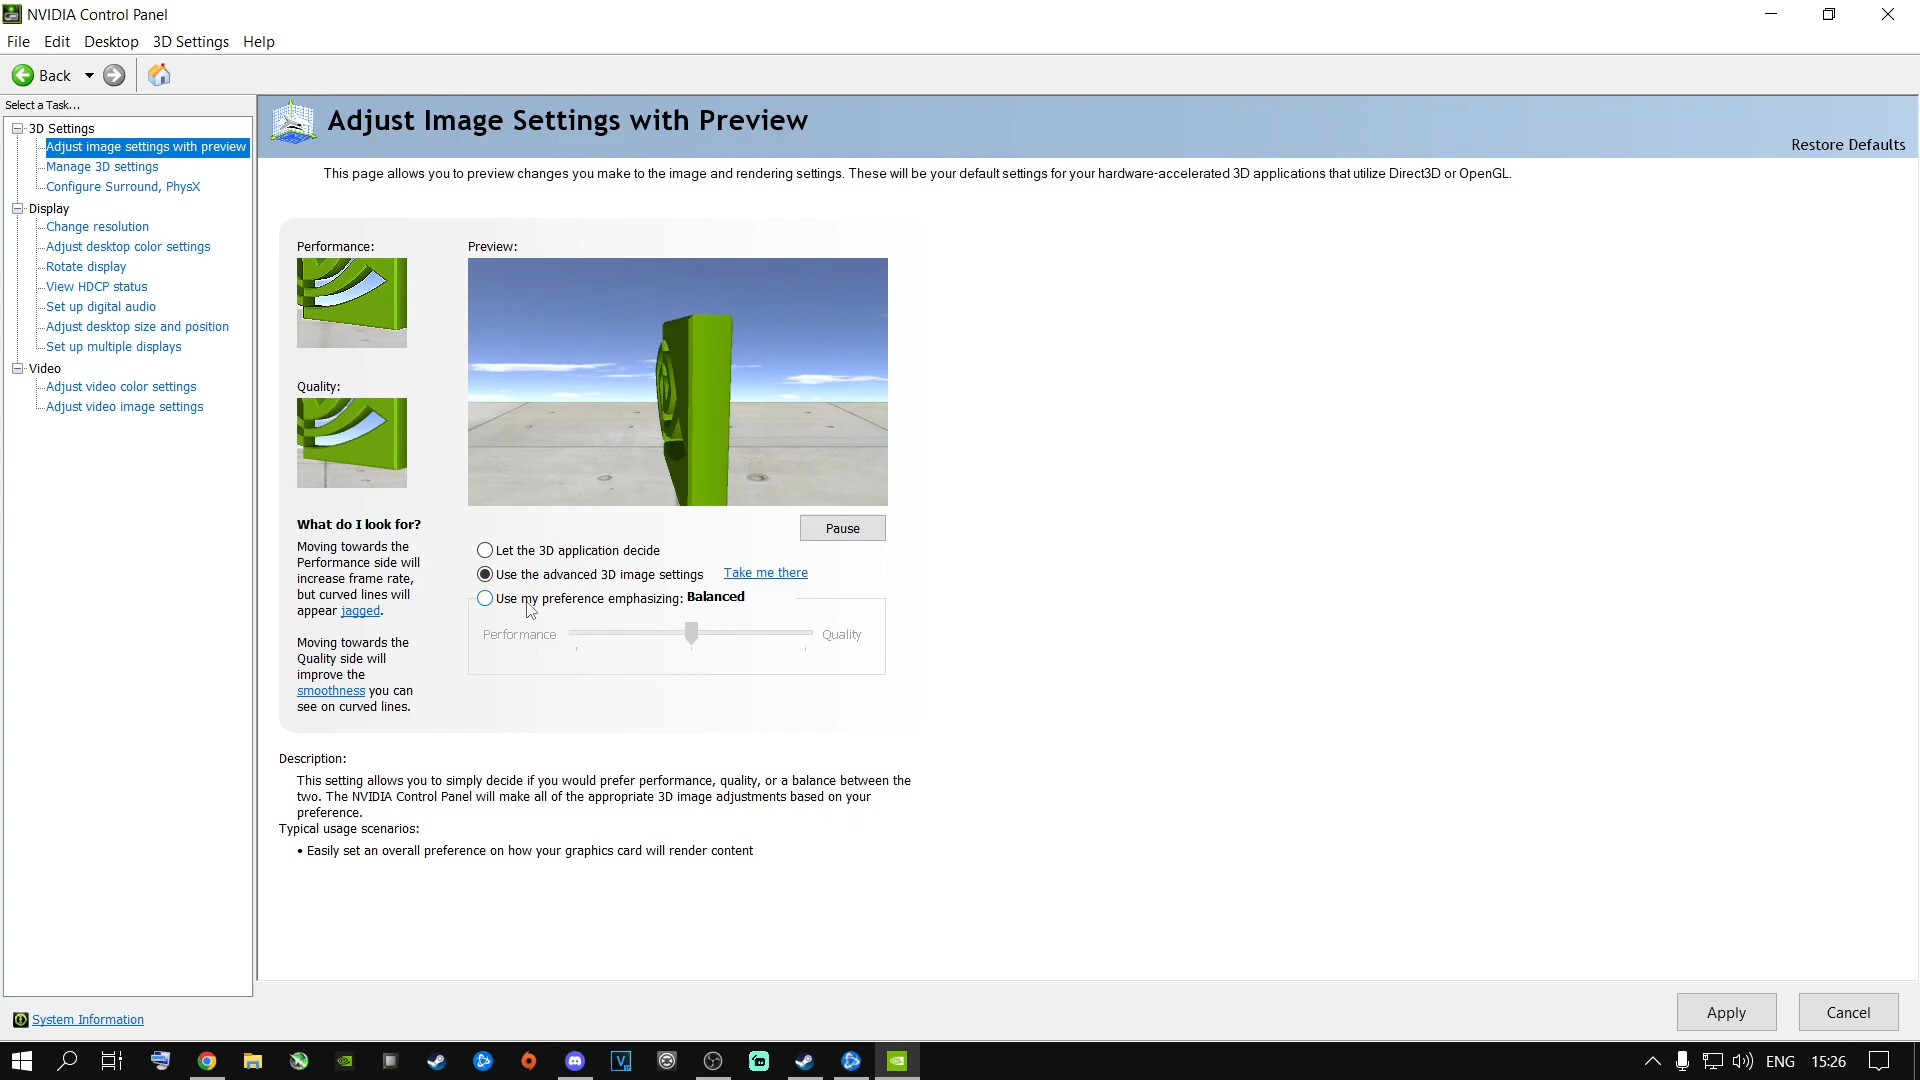 NVIDIA Control Panel
File Edit Desktop 3D Settings Help
Back
Select a Task...
3D Settings
Adjust image settings with preview
Manage 3D settings
Configure Surround, PhysX
Display
Change resolution
Adjust desktop color settings
Rotate display
View HDCP status
Set up digital audio
Adjust desktop size and position
Set up multiple displays
Video
Adjust video color settings
Adjust video image settings
System Information
Adjust Image Settings with Preview
Restore Defaults
This page allows you to preview changes you make to the image and rendering settings. These will be your default settings for your hardware-accelerated 3D applications that utilize Direct3D or OpenGL.
Performance:
Quality:
What do I look for?
Moving towards the
Performance side will
increase frame rate,
but curved lines will
appear jagged.
Moving towards the
Quality side will
improve the
smoothness you can
see on curved lines.
Preview:
Pause
Let the 3D application decide
Use the advanced 3D image settings Take me there
Use my preference emphasizing: Balanced
Performance Quality
Description:
This setting allows you to simply decide if you would prefer performance, quality, or a balance between the
two. The NVIDIA Control Panel will make all of the appropriate 3D image adjustments based on your
preference.
Typical usage scenarios:
• Easily set an overall preference on how your graphics card will render content
Apply Cancel
ENG 15:26